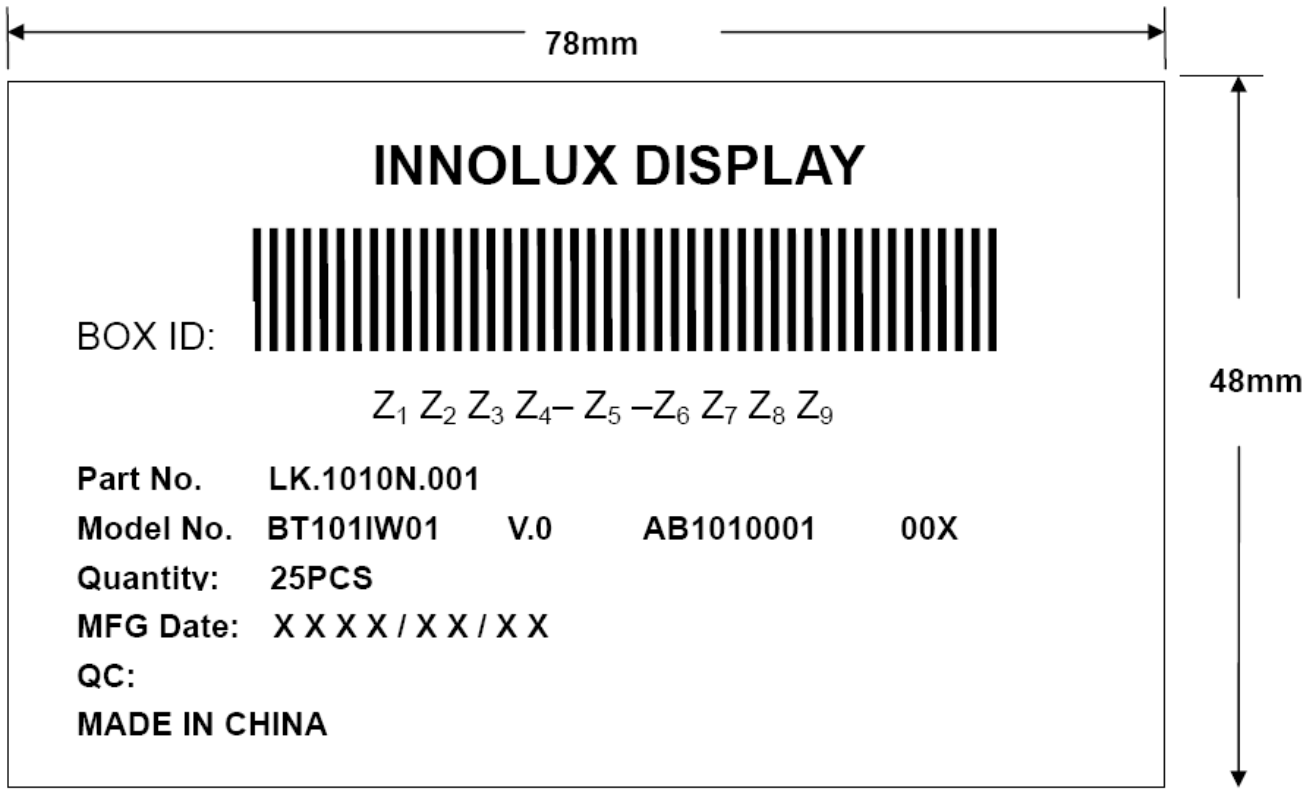 78mm
INNOLUX DISPLAY
BOX ID:
Z₁ Z₂ Z₃ Z₄– Z₅ –Z₆ Z₇ Z₈ Z₉
48mm
Part No. LK.1010N.001
Model No. BT101IW01 V.0 AB1010001 00X
Quantity: 25PCS
MFG Date: X X X X / X X / X X
QC:
MADE IN CHINA